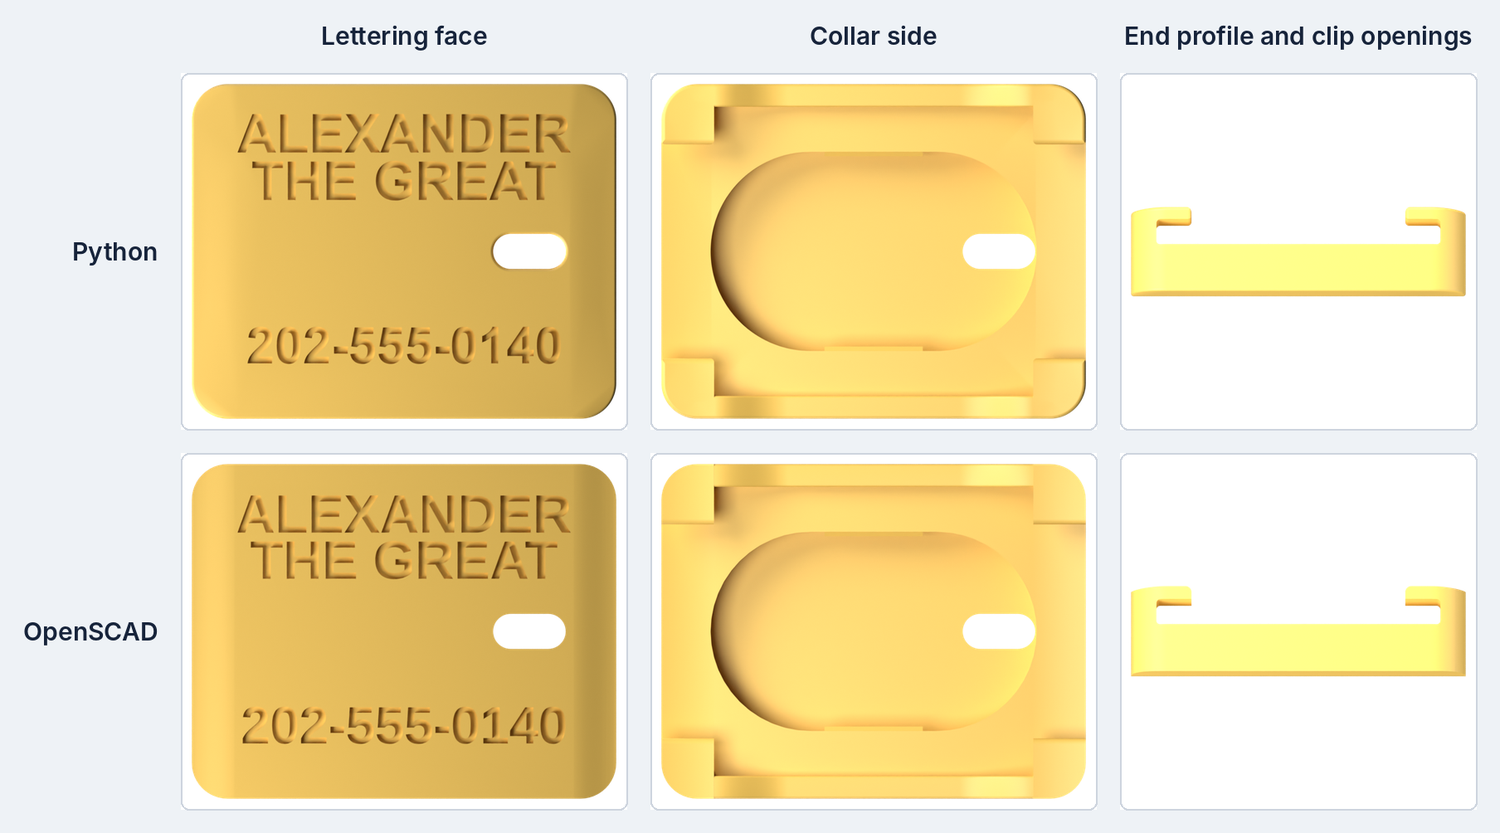 Lettering face
Collar side
End profile and clip openings
Python
ALEXANDER
THE GREAT
202-555-0140
OpenSCAD
ALEXANDER
THE GREAT
202-555-0140